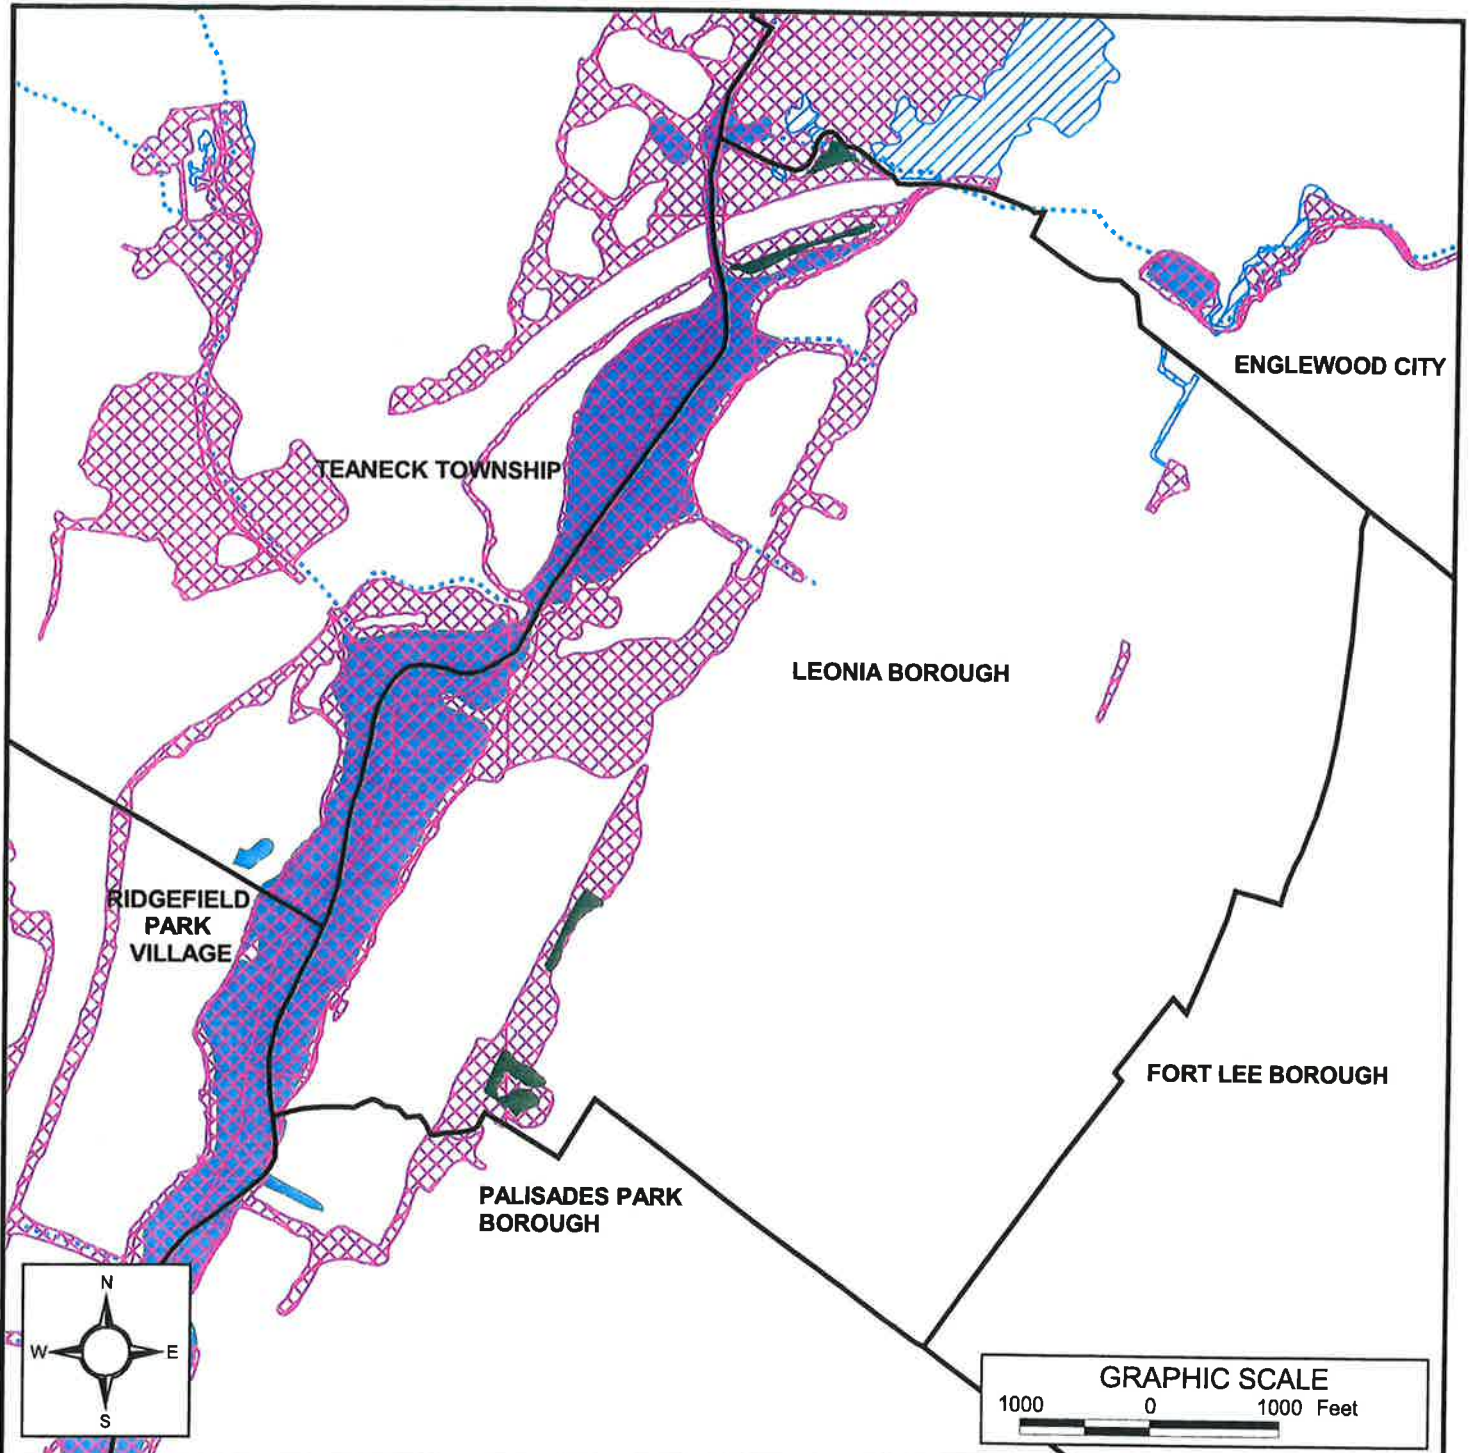 ENGLEWOOD CITY
TEANECK TOWNSHIP
LEONIA BOROUGH
RIDGEFIELD
PARK
VILLAGE
FORT LEE BOROUGH
PALISADES PARK
BOROUGH
N
W E
S
GRAPHIC SCALE
1000 0 1000 Feet